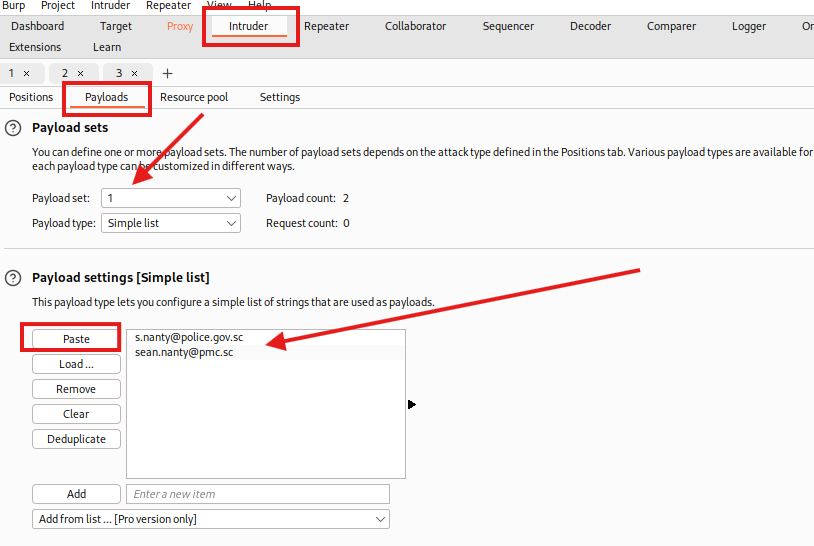 Burp Project Intruder Repeater View Help
Dashboard Target Proxy Intruder Repeater Collaborator Sequencer Decoder Comparer Logger
Extensions Learn
1 × 2 × 3 × +
Positions Payloads Resource pool Settings
? Payload sets
You can define one or more payload sets. The number of payload sets depends on the attack type defined in the Positions tab. Various payload types are available for
each payload type can be customized in different ways.
Payload set: 1 Payload count: 2
Payload type: Simple list Request count: 0
? Payload settings [Simple list]
This payload type lets you configure a simple list of strings that are used as payloads.
Paste s.nanty@police.gov.sc
sean.nanty@pmc.sc
Load ...
Remove
Clear
Deduplicate
Add Enter a new item
Add from list ... [Pro version only]